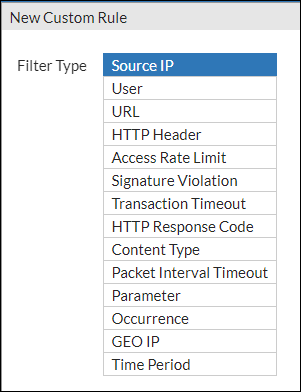 New Custom Rule
Filter Type
Source IP
User
URL
HTTP Header
Access Rate Limit
Signature Violation
Transaction Timeout
HTTP Response Code
Content Type
Packet Interval Timeout
Parameter
Occurrence
GEO IP
Time Period